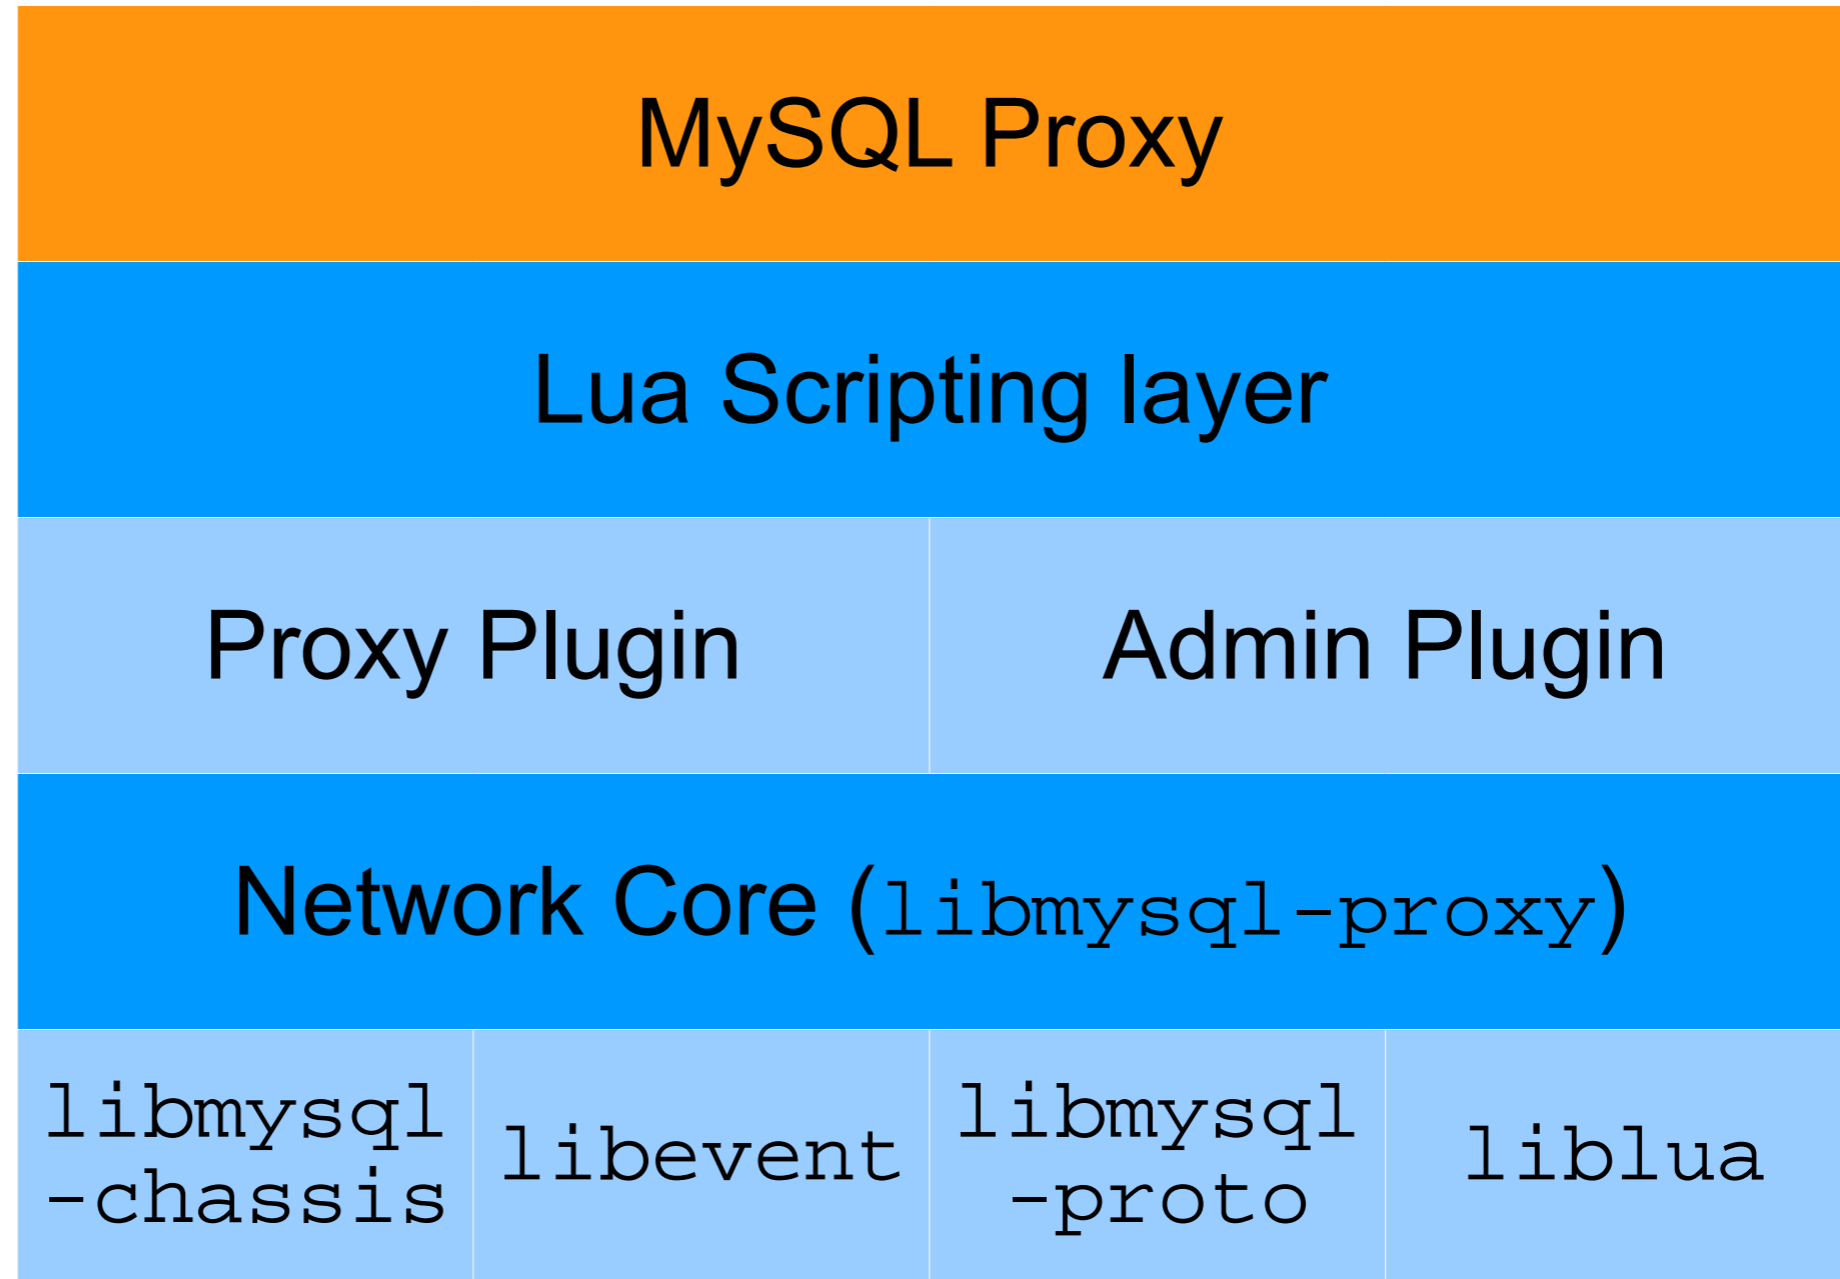 MySQL Proxy
Lua Scripting layer
Proxy Plugin
Admin Plugin
Network Core (libmysql-proxy)
libmysql
-chassis
libevent
libmysql
-proto
liblua